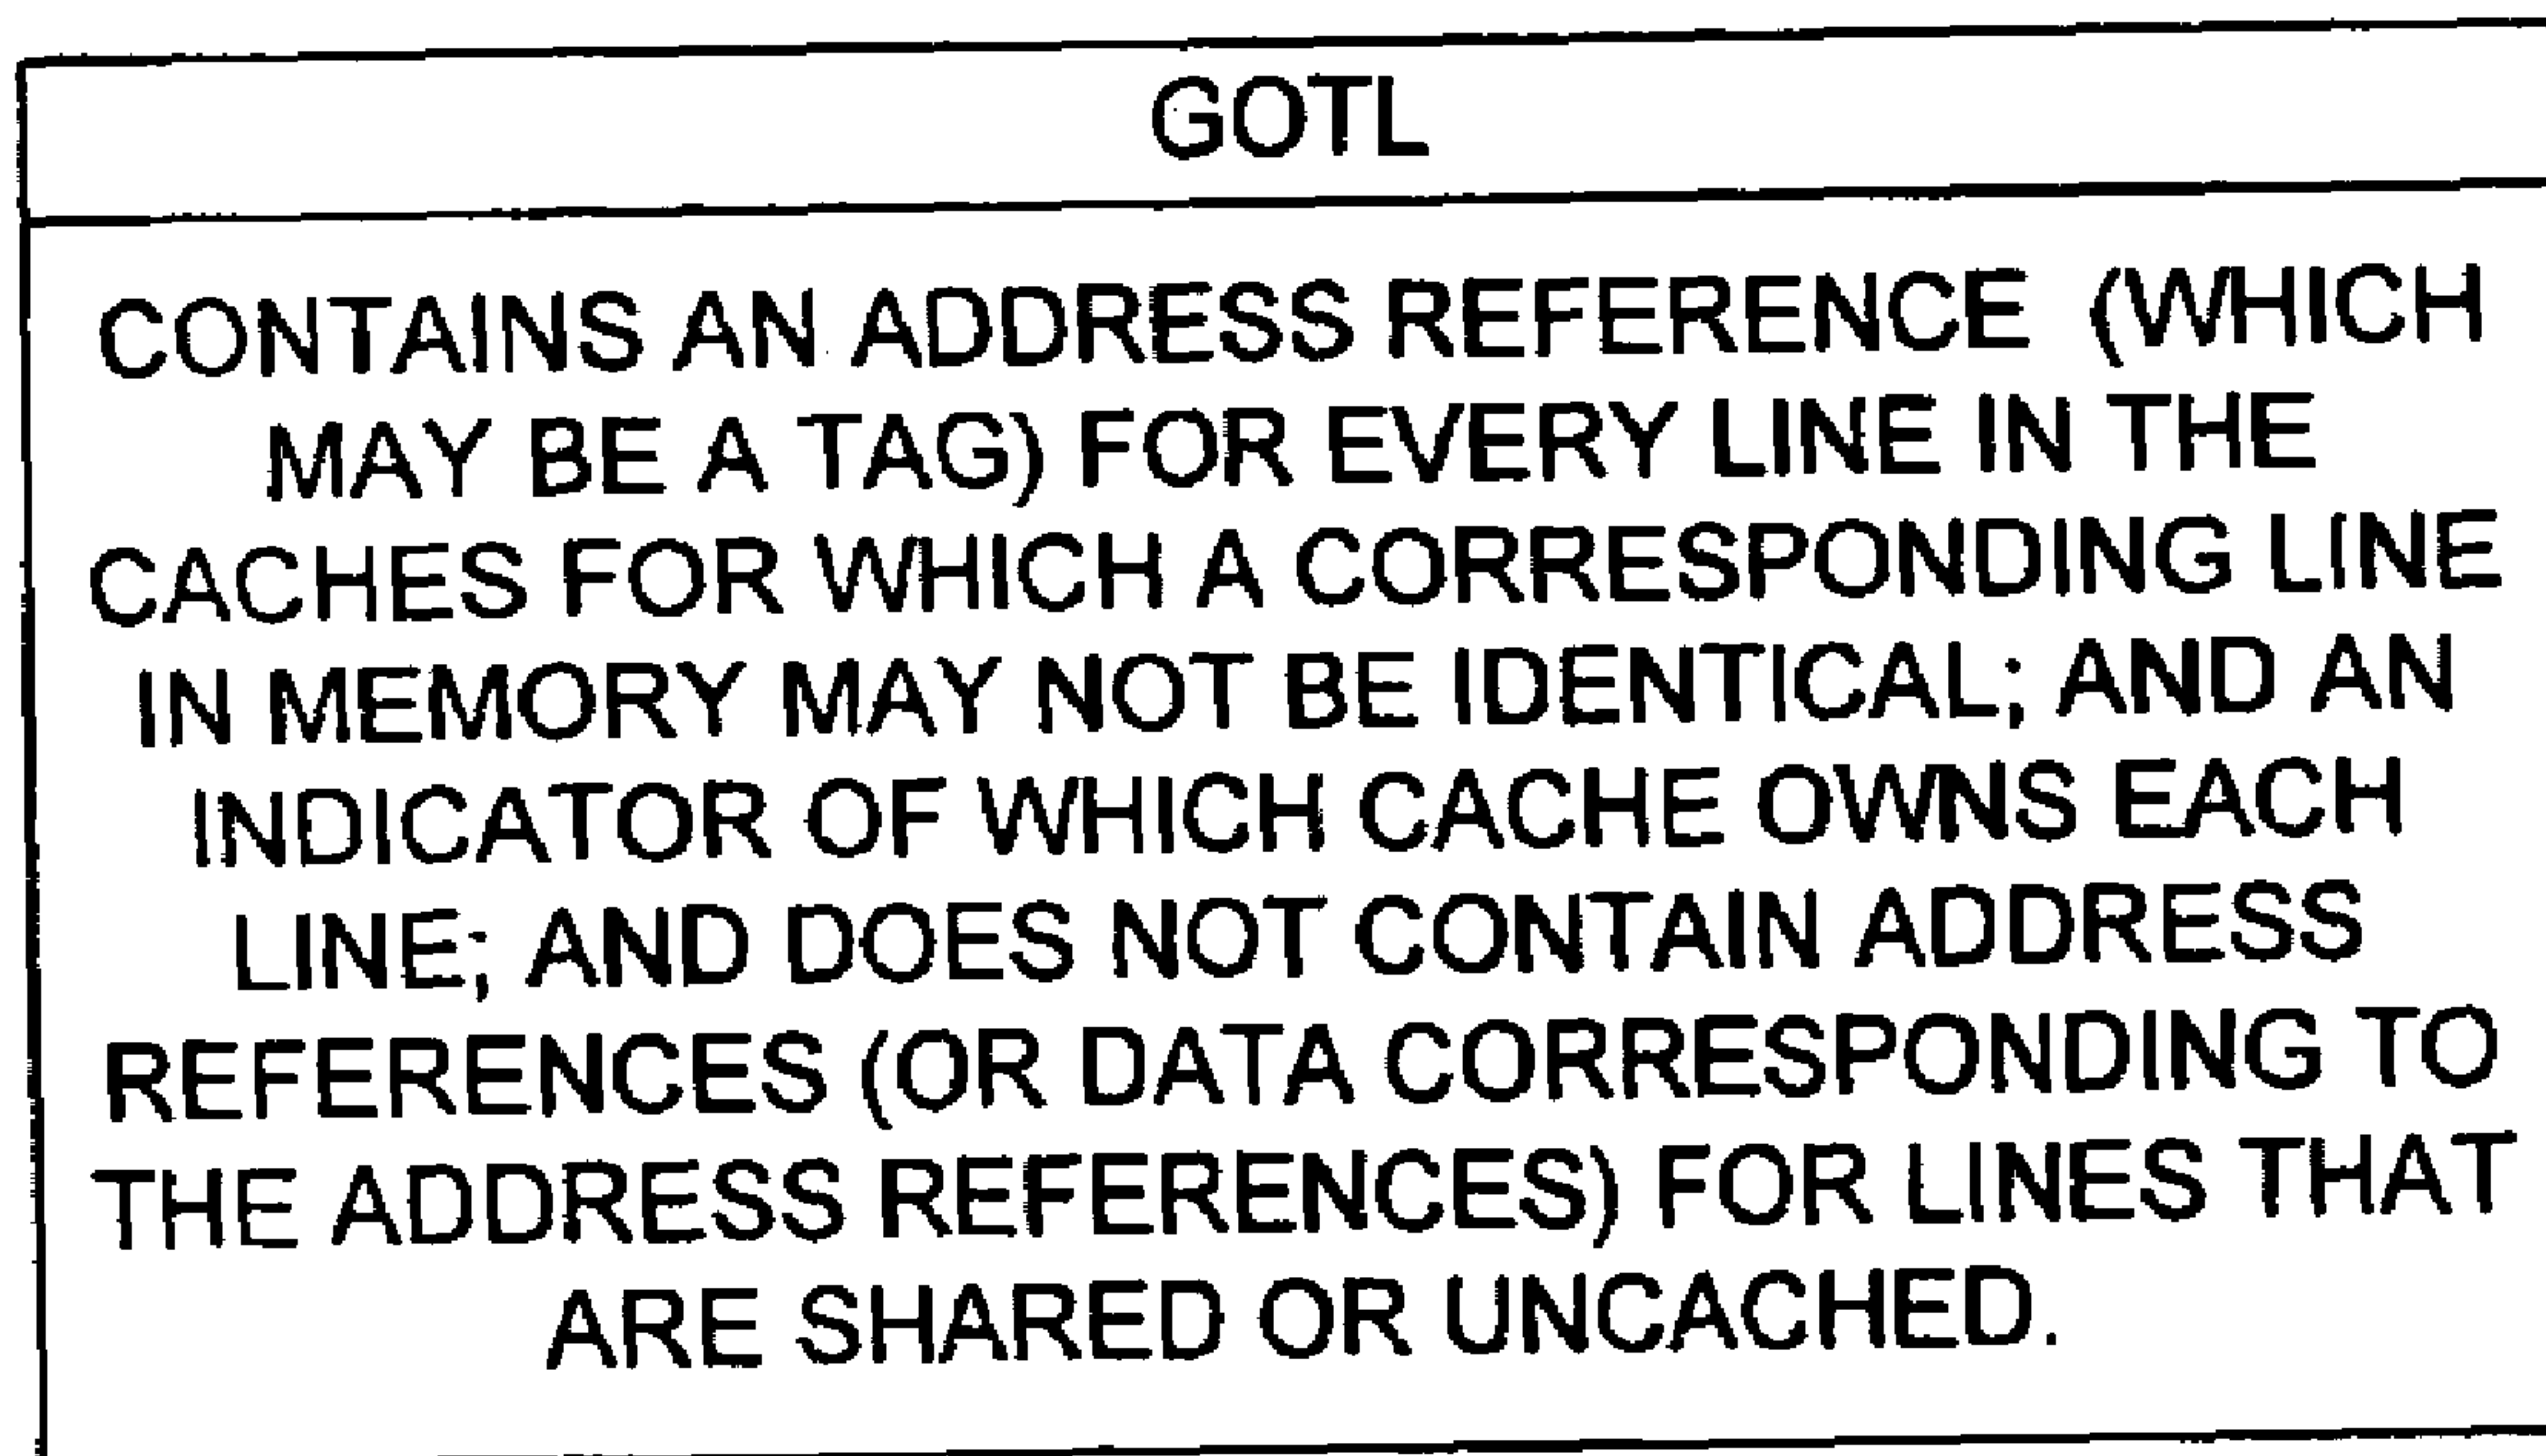 GOTL
CONTAINS AN ADDRESS REFERENCE (WHICH
MAY BE A TAG) FOR EVERY LINE IN THE
CACHES FOR WHICH A CORRESPONDING LINE
IN MEMORY MAY NOT BE IDENTICAL; AND AN
INDICATOR OF WHICH CACHE OWNS EACH
LINE; AND DOES NOT CONTAIN ADDRESS
REFERENCES (OR DATA CORRESPONDING TO
THE ADDRESS REFERENCES) FOR LINES THAT
ARE SHARED OR UNCACHED.